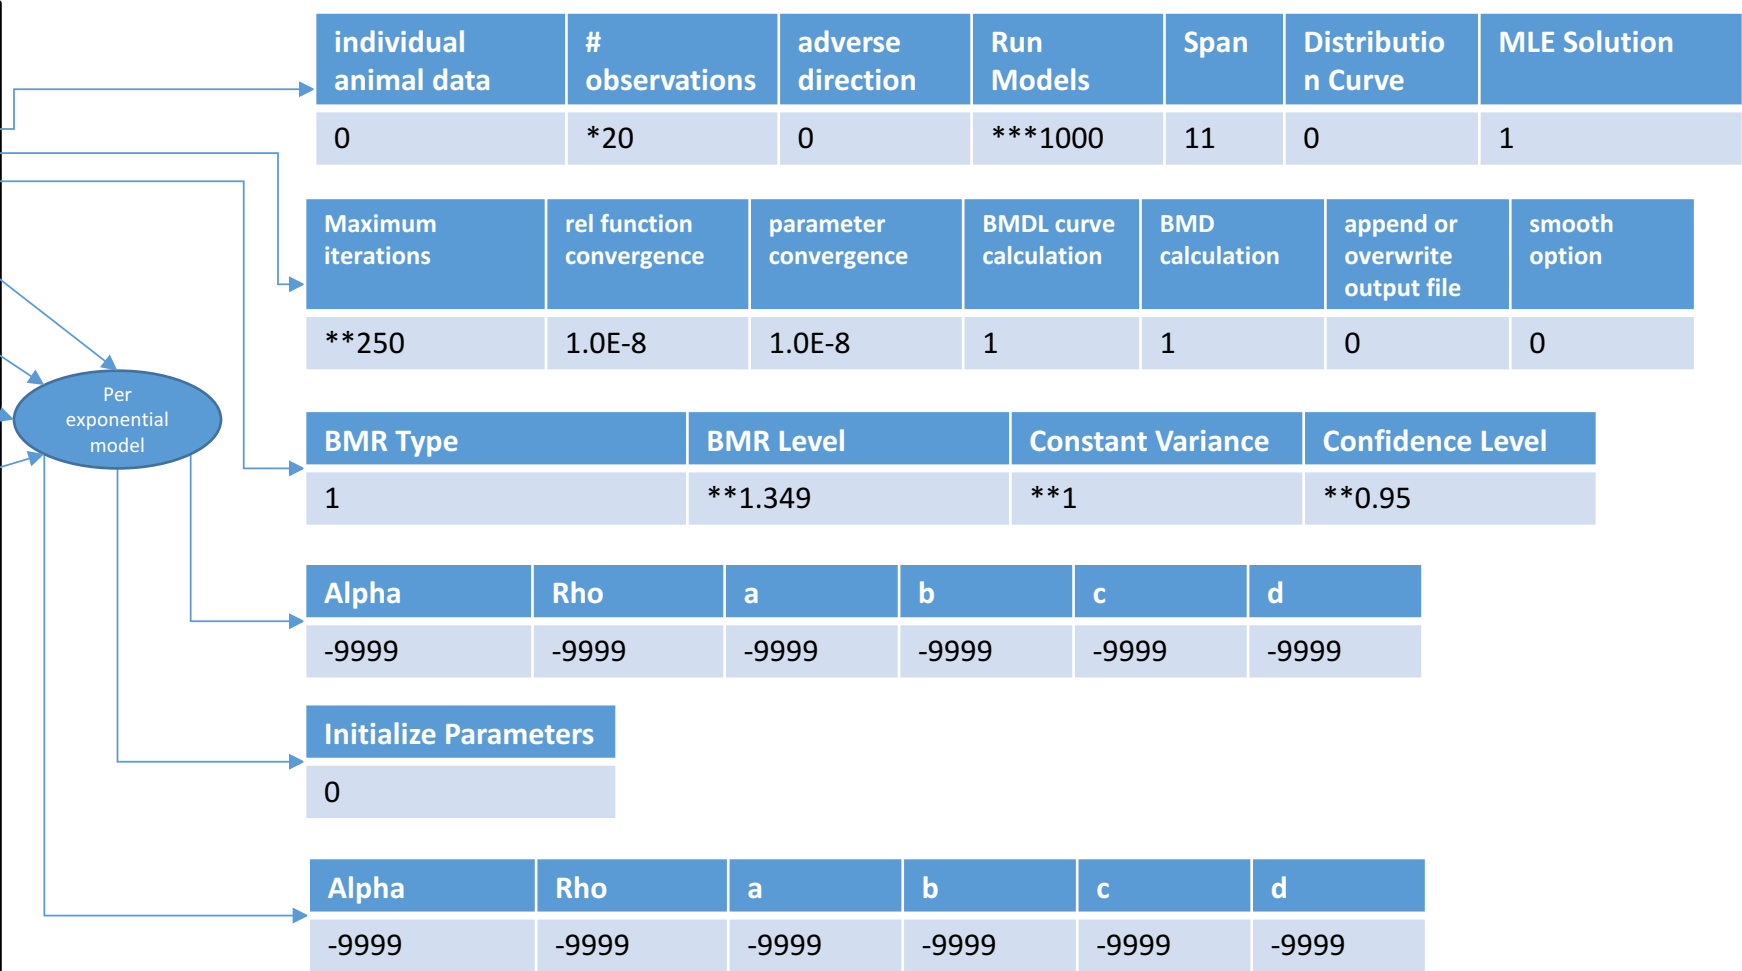 individual # adverse Run Span Distributio MLE Solution
animal data observations direction Models n Curve
0 *20 0 ***1000 11 0 1
Maximum rel function parameter BMDL curve BMD append or smooth
iterations convergence convergence calculation calculation overwrite option
output file
**250 1.0E-8 1.0E-8 1 1 0 0
Per
exponential
model
BMR Type BMR Level Constant Variance Confidence Level
1 **1.349 **1 **0.95
Alpha Rho a b c d
-9999 -9999 -9999 -9999 -9999 -9999
Initialize Parameters
0
Alpha Rho a b c d
-9999 -9999 -9999 -9999 -9999 -9999